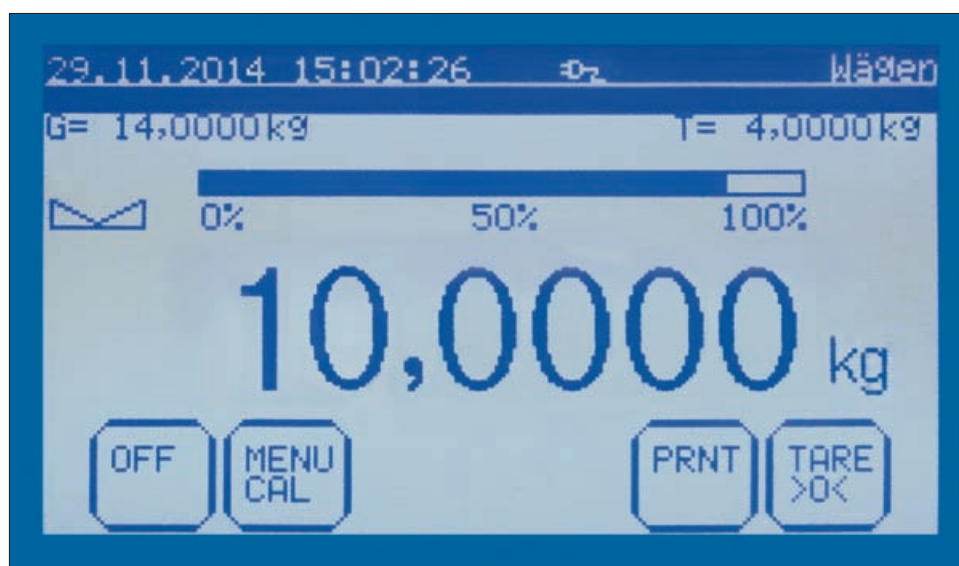 29.11.2014 15:02:26 Wägen
G= 14,0000kg T= 4,0000kg
0% 50% 100%
10,0000 kg
OFF MENU CAL PRNT TARE >0<